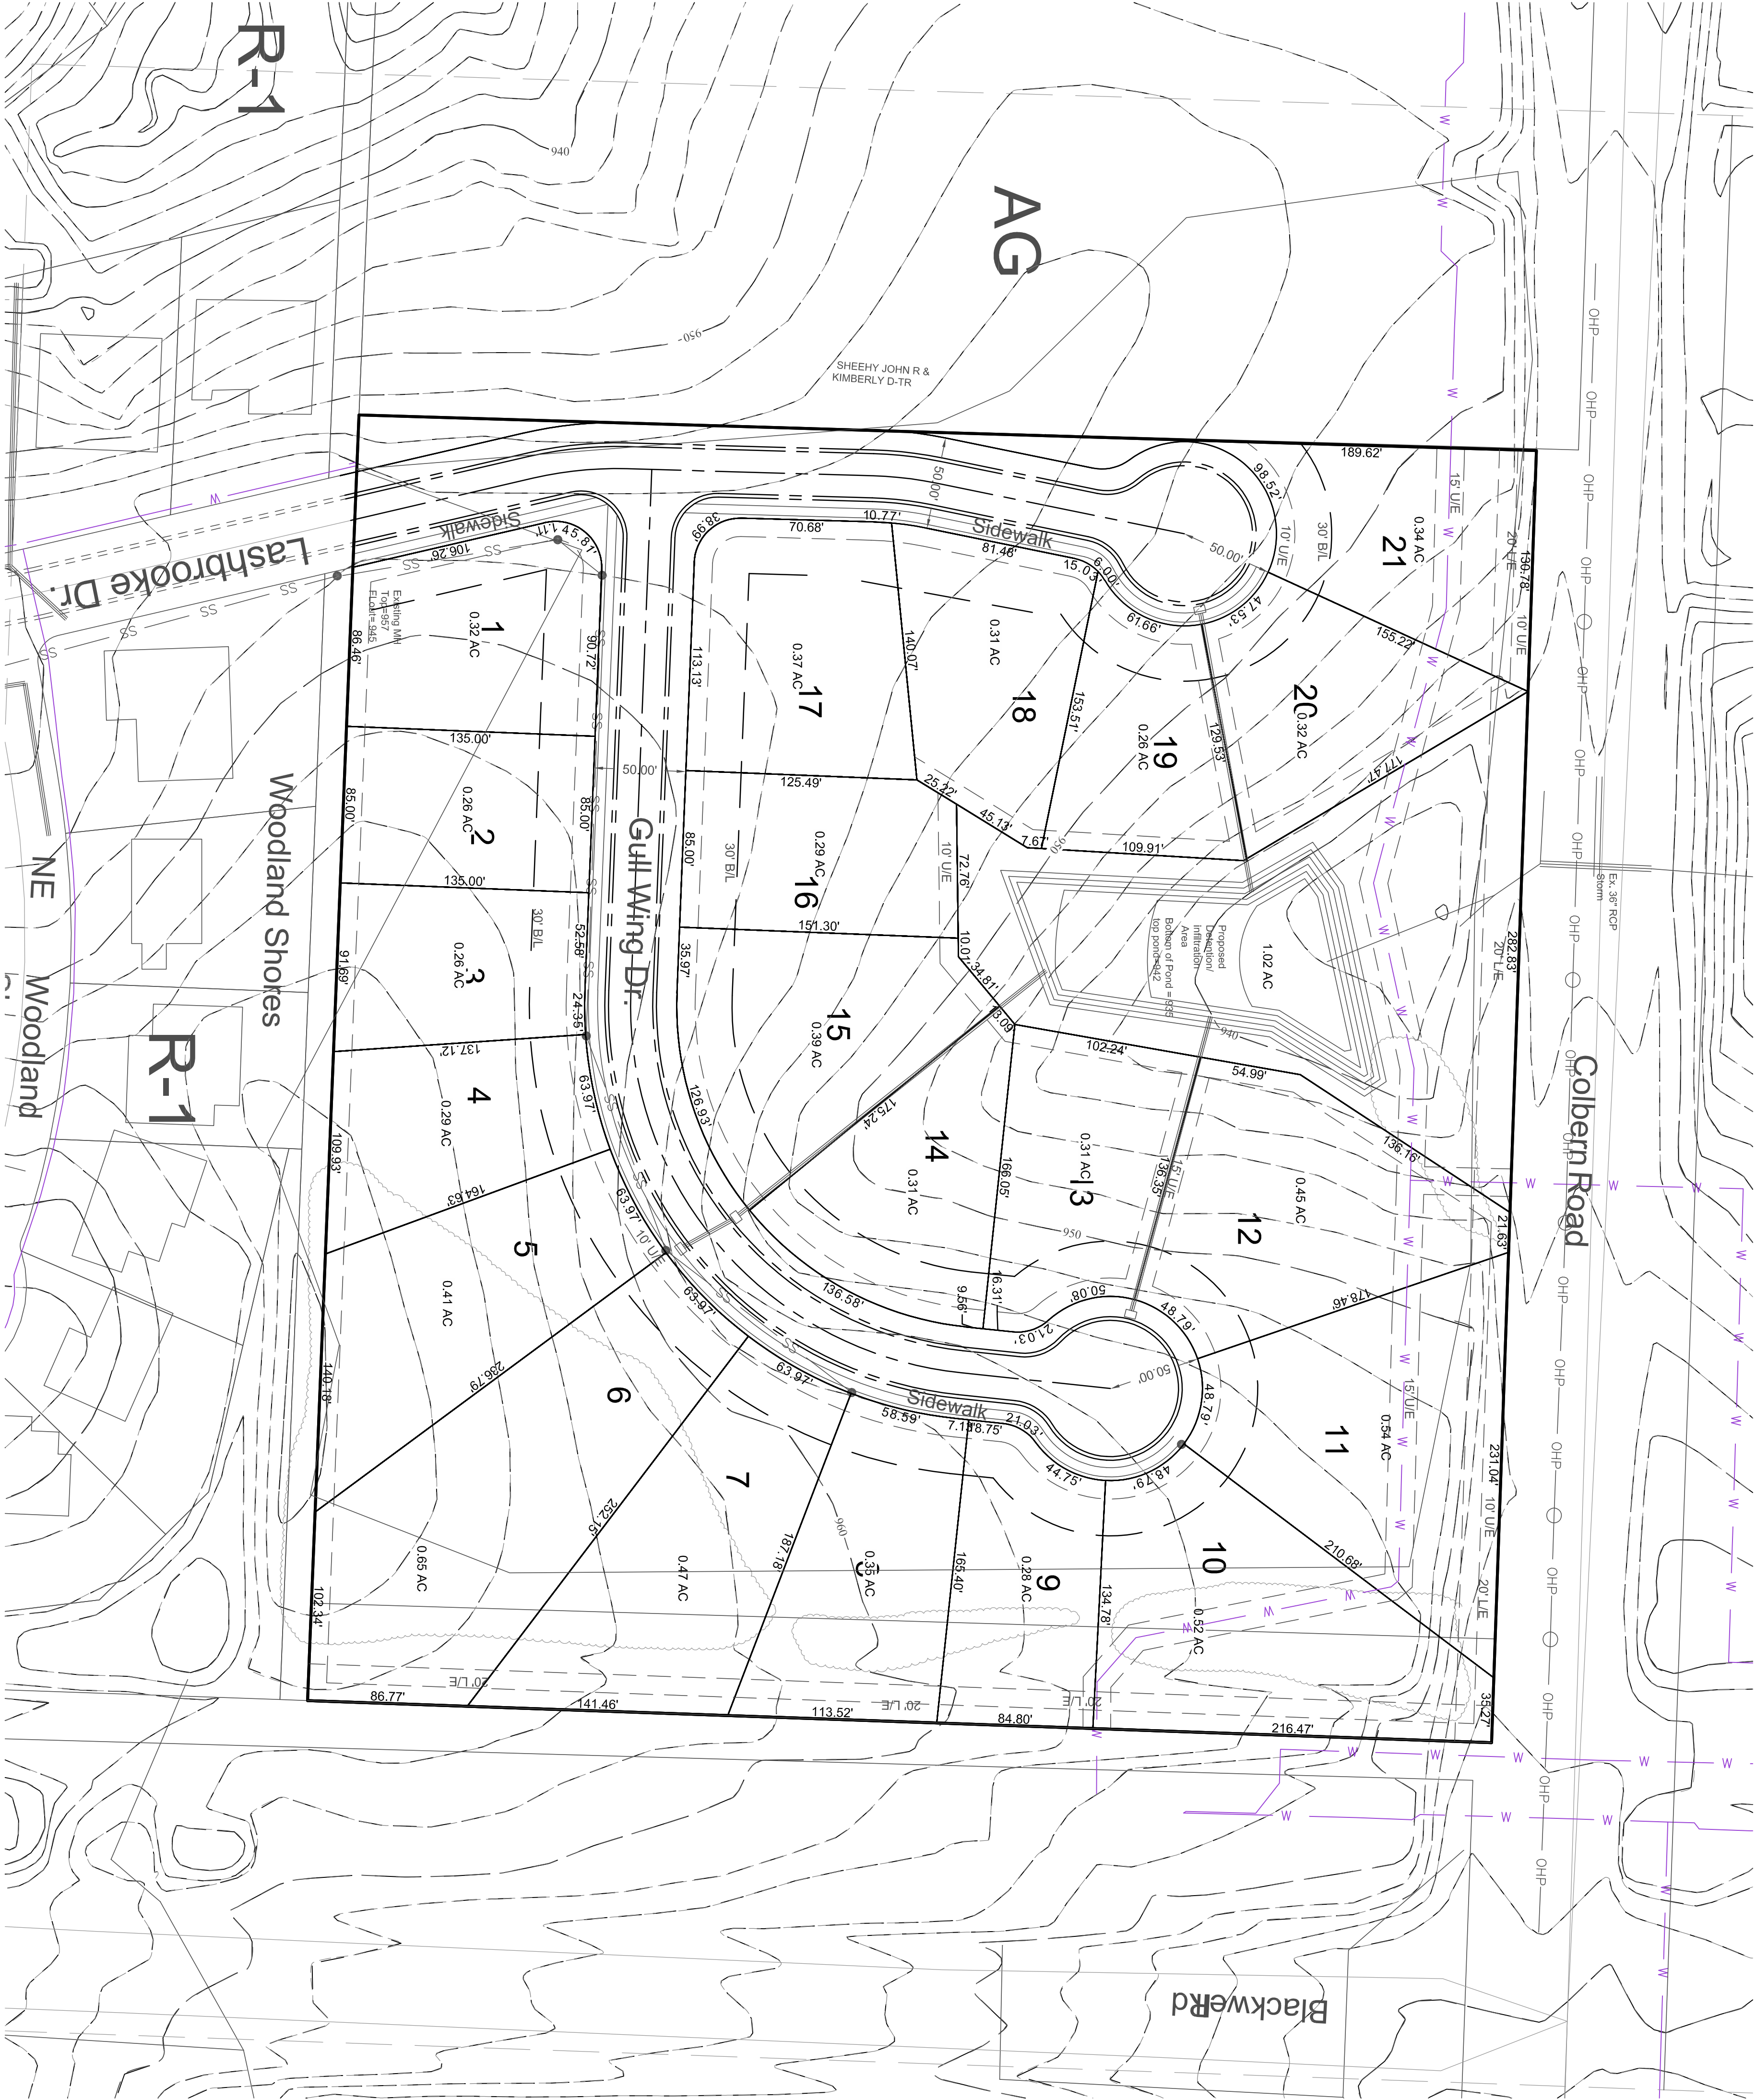 R-1
940
AG
950
SHEEHY JOHN R &
KIMBERLY D-TR
OHP
W
189.62'
98.52'
50.00'
15' U/E
20' L/E
130.78'
10' U/E
30' B/L
10' U/E
21
0.34 AC
155.22'
50.00'
47.53'
Sidewalk
Sidewalk
Lashbrooke Dr.
SS
106.26'
11.11'
45.81'
38.99'
70.68'
10.77'
81.48'
15.03'
6.00'
61.66'
Existing MH
Top=957
1
0.32 AC
86.46'
90.72'
113.13'
17
0.37 AC
140.07'
18
0.31 AC
153.51'
19
0.26 AC
129.53'
20
0.32 AC
177.47'
135.00'
50.00'
125.49'
25.22'
45.13'
7.67'
950
109.91'
2
0.26 AC
85.00'
85.00'
Gull Wing Dr.
85.00'
30' B/L
16
0.29 AC
10' U/E
72.76'
151.30'
135.00'
30' B/L
Woodland Shores
NE
Woodland
R-1
3
0.26 AC
91.69'
52.58'
24.35'
35.97'
10.01'
34.81'
13.09'
15
0.39 AC
Proposed
Detention/
Infiltration
Area
Bottom of Pond = 935
top pond=942
1.02 AC
940
Ex. 36" RCP
Storm
282.83'
20' L/E
Colbern Road
137.12'
4
0.29 AC
109.93'
63.97'
126.93'
175.24'
14
0.31 AC
102.24'
54.99'
136.16'
166.05'
13
0.31 AC
15' U/E
136.35'
950
12
0.45 AC
21.63'
178.46'
164.63'
5
0.41 AC
140.18'
63.97'
10' U/E
63.97'
136.58'
9.56'
16.31'
21.03'
50.08'
48.79'
50.00'
48.79'
236.79'
6
0.65 AC
102.34'
63.97'
58.59'
Sidewalk
7.15'
8.75'
21.03'
44.75'
48.79'
11
0.54 AC
15' U/E
231.04'
10' U/E
20' L/E
210.68'
252.15'
7
0.47 AC
187.18'
960
0.35 AC
165.40'
9
0.28 AC
134.78'
10
0.52 AC
35.27'
20' L/E
20' L/E
20' L/E
86.77'
141.46'
113.52'
84.80'
216.47'
Blackwe Rd